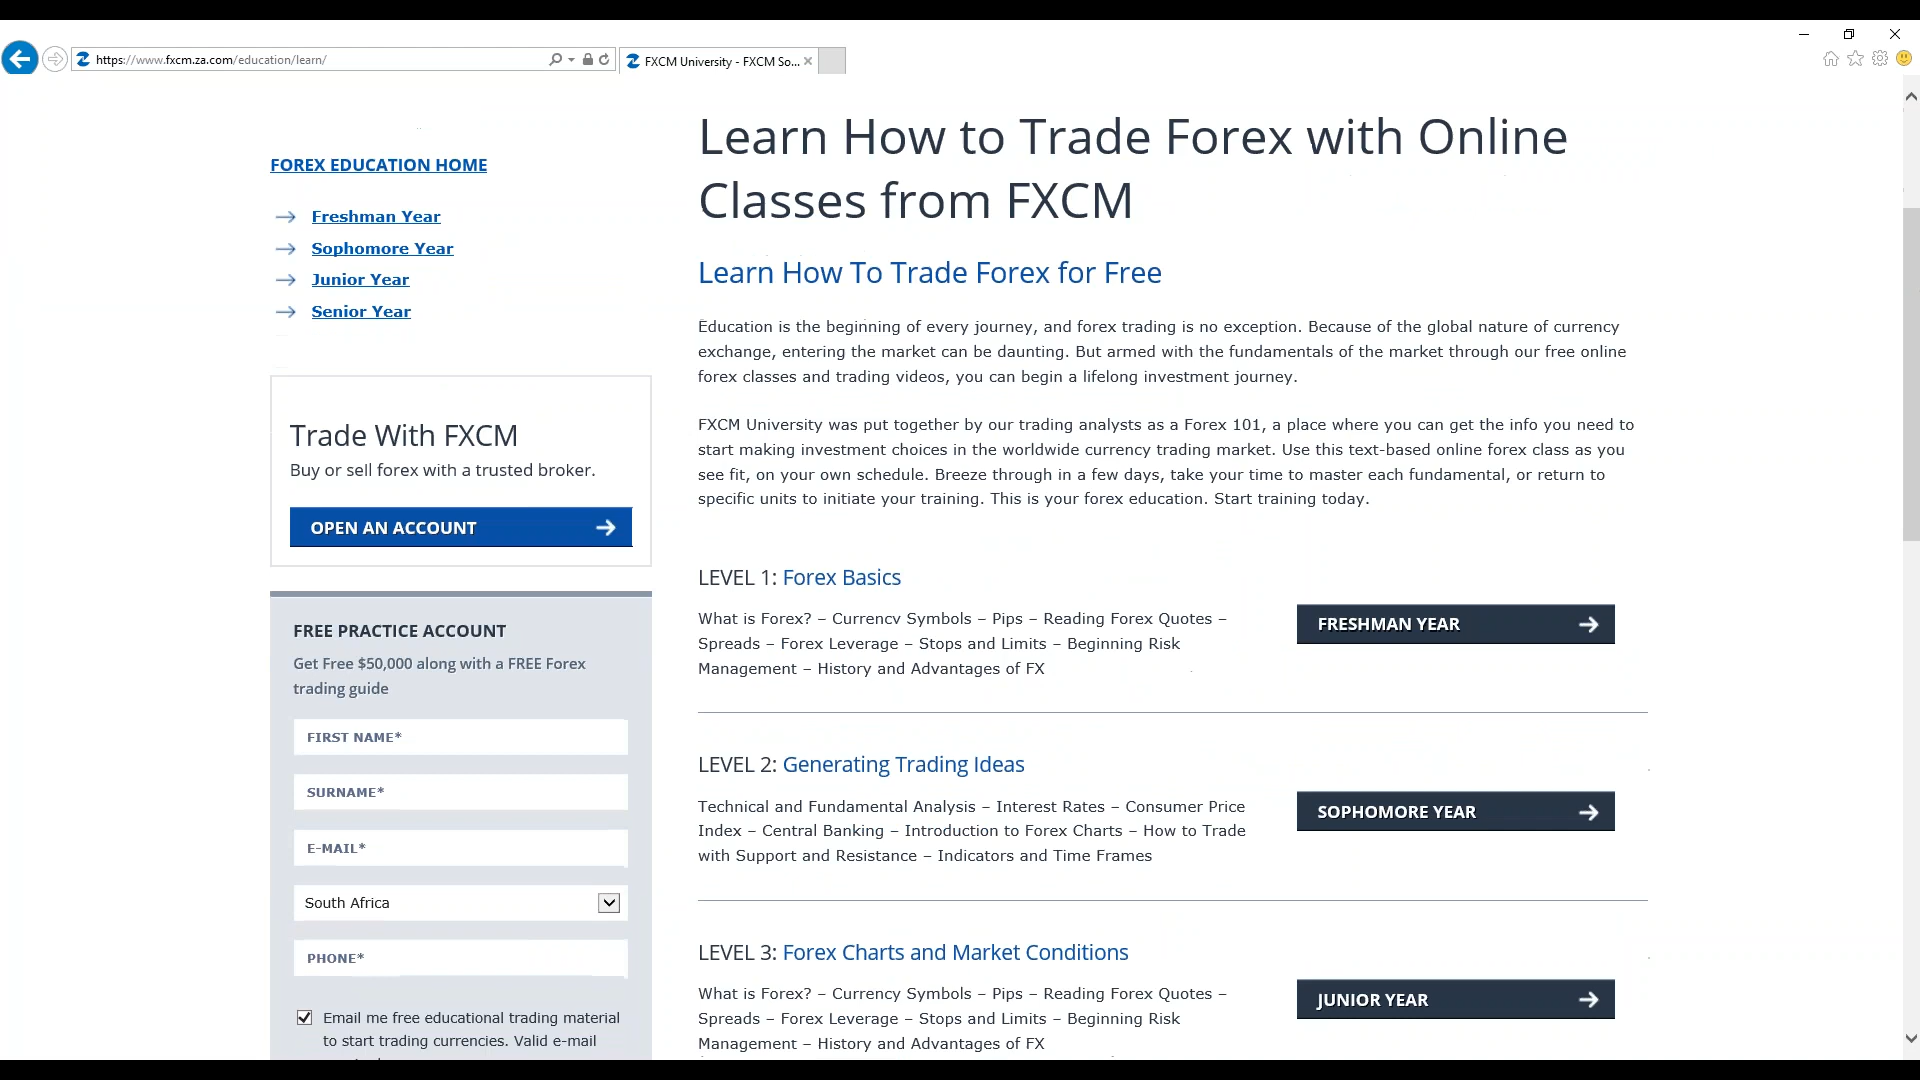 https://www.fxcm.za.com/education/learn/
FXCM University - FXCM So...
FOREX EDUCATION HOME
Freshman Year
Sophomore Year
Junior Year
Senior Year
Trade With FXCM
Buy or sell forex with a trusted broker.
OPEN AN ACCOUNT
FREE PRACTICE ACCOUNT
Get Free $50,000 along with a FREE Forex
trading guide
FIRST NAME*
SURNAME*
E-MAIL*
South Africa
PHONE*
Email me free educational trading material
to start trading currencies. Valid e-mail
Learn How to Trade Forex with Online
Classes from FXCM
Learn How To Trade Forex for Free
Education is the beginning of every journey, and forex trading is no exception. Because of the global nature of currency
exchange, entering the market can be daunting. But armed with the fundamentals of the market through our free online
forex classes and trading videos, you can begin a lifelong investment journey.
FXCM University was put together by our trading analysts as a Forex 101, a place where you can get the info you need to
start making investment choices in the worldwide currency trading market. Use this text-based online forex class as you
see fit, on your own schedule. Breeze through in a few days, take your time to master each fundamental, or return to
specific units to initiate your training. This is your forex education. Start training today.
LEVEL 1: Forex Basics
What is Forex? – Currency Symbols – Pips – Reading Forex Quotes –
Spreads – Forex Leverage – Stops and Limits – Beginning Risk
Management – History and Advantages of FX
FRESHMAN YEAR
LEVEL 2: Generating Trading Ideas
Technical and Fundamental Analysis – Interest Rates – Consumer Price
Index – Central Banking – Introduction to Forex Charts – How to Trade
with Support and Resistance – Indicators and Time Frames
SOPHOMORE YEAR
LEVEL 3: Forex Charts and Market Conditions
What is Forex? – Currency Symbols – Pips – Reading Forex Quotes –
Spreads – Forex Leverage – Stops and Limits – Beginning Risk
Management – History and Advantages of FX
JUNIOR YEAR